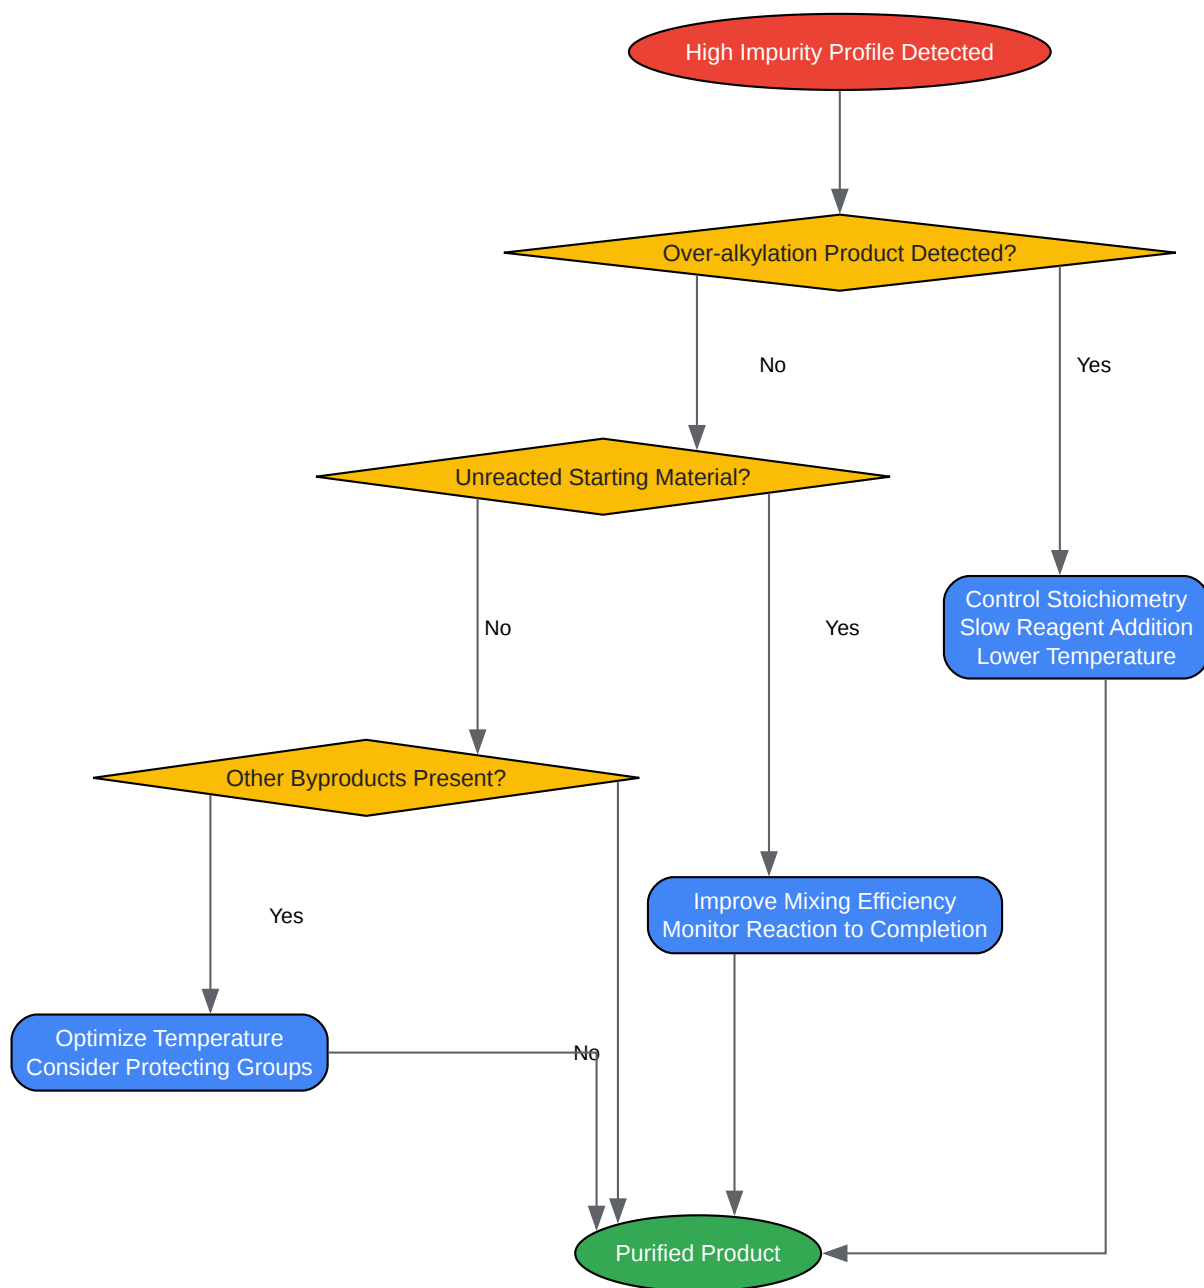 High Impurity Profile Detected
Over-alkylation Product Detected?
No
Yes
Unreacted Starting Material?
Control Stoichiometry
Slow Reagent Addition
Lower Temperature
No
Yes
Other Byproducts Present?
Improve Mixing Efficiency
Monitor Reaction to Completion
Yes
Optimize Temperature
Consider Protecting Groups
No
Purified Product